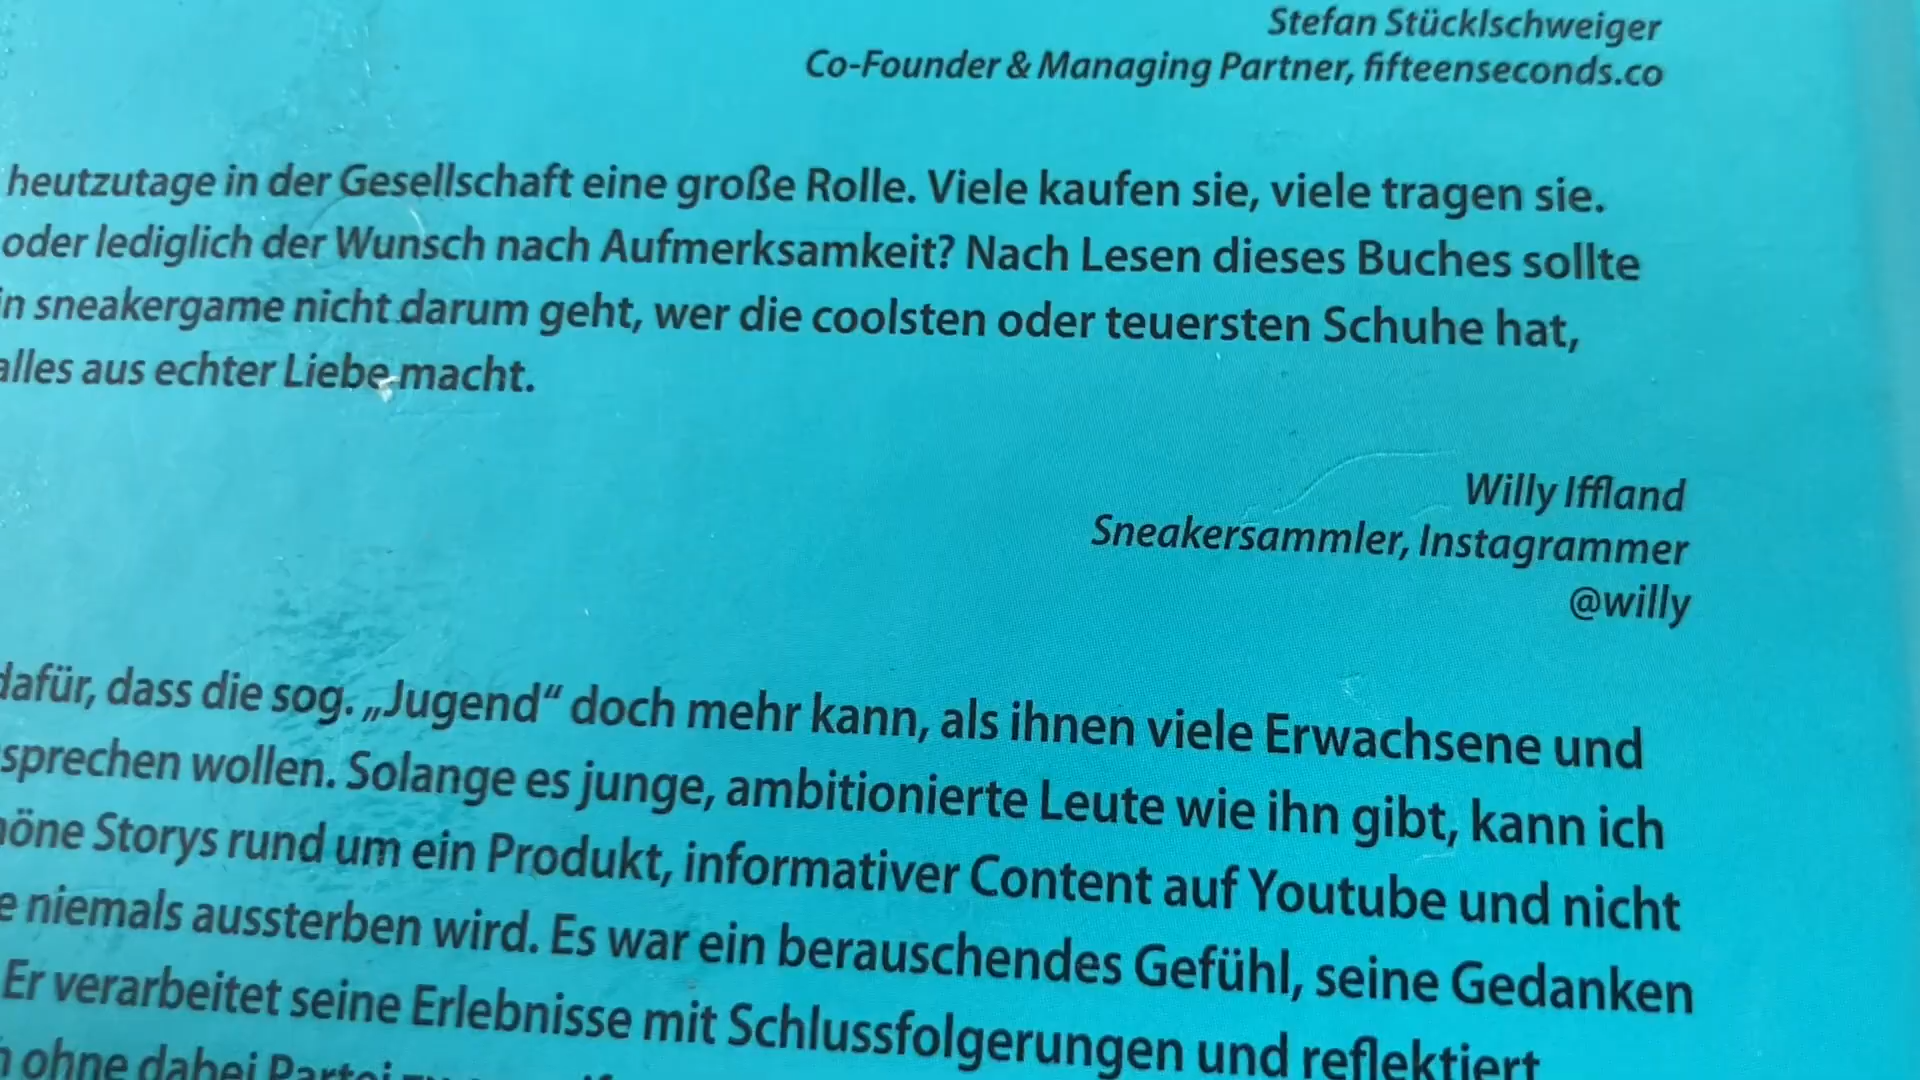 Stefan Stücklschweiger
Co-Founder & Managing Partner, fifteenseconds.co
heutzutage in der Gesellschaft eine große Rolle. Viele kaufen sie, viele tragen sie.
oder lediglich der Wunsch nach Aufmerksamkeit? Nach Lesen dieses Buches sollte
sneakergame nicht darum geht, wer die coolsten oder teuersten Schuhe hat,
alles aus echter Liebe macht.
Willy Iffland
Sneakersammler, Instagrammer
@willy
dafür, dass die sog. „Jugend“ doch mehr kann, als ihnen viele Erwachsene und
sprechen wollen. Solange es junge, ambitionierte Leute wie ihn gibt, kann ich
Storys rund um ein Produkt, informativer Content auf Youtube und nicht
niemals aussterben wird. Es war ein berauschendes Gefühl, seine Gedanken
Er verarbeitet seine Erlebnisse mit Schlussfolgerungen und reflektiert
ohne dabei Partei